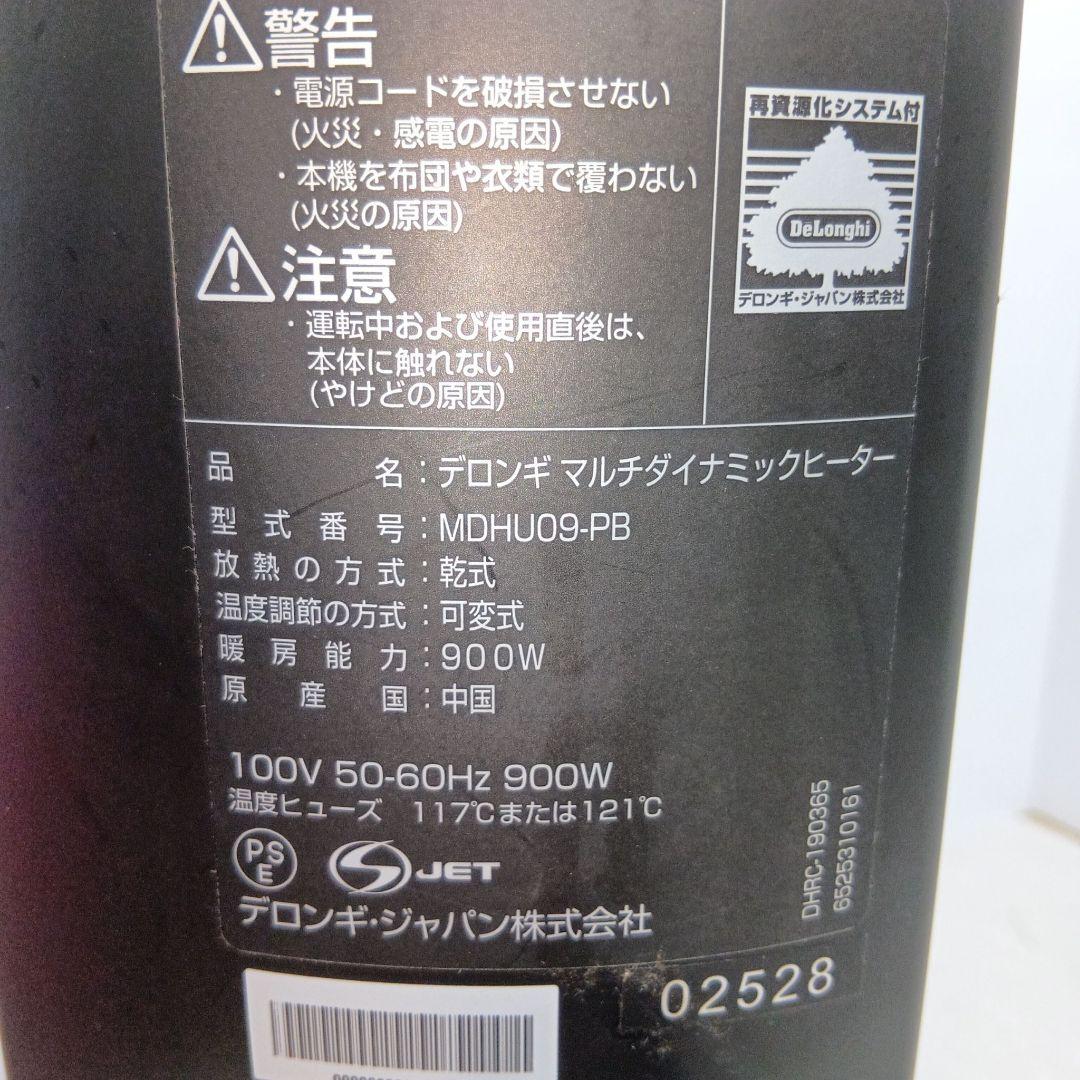 警告
・電源コードを破損させない
(火災・感電の原因)
・本機を布団や衣類で覆わない
(火災の原因)
注意
・運転中および使用直後は、
本体に触れない
(やけどの原因)
再資源化システム付
DeLonghi
デロンギ・ジャパン株式会社
品名：デロンギ マルチダイナミックヒーター
型式番号：MDHU09-PB
放熱の方式：乾式
温度調節の方式：可変式
暖房能力：900W
原産国：中国
100V 50-60Hz 900W
温度ヒューズ 117℃または121℃
PSE
S JET
デロンギ・ジャパン株式会社
DHRC-190365
6525310161
02528